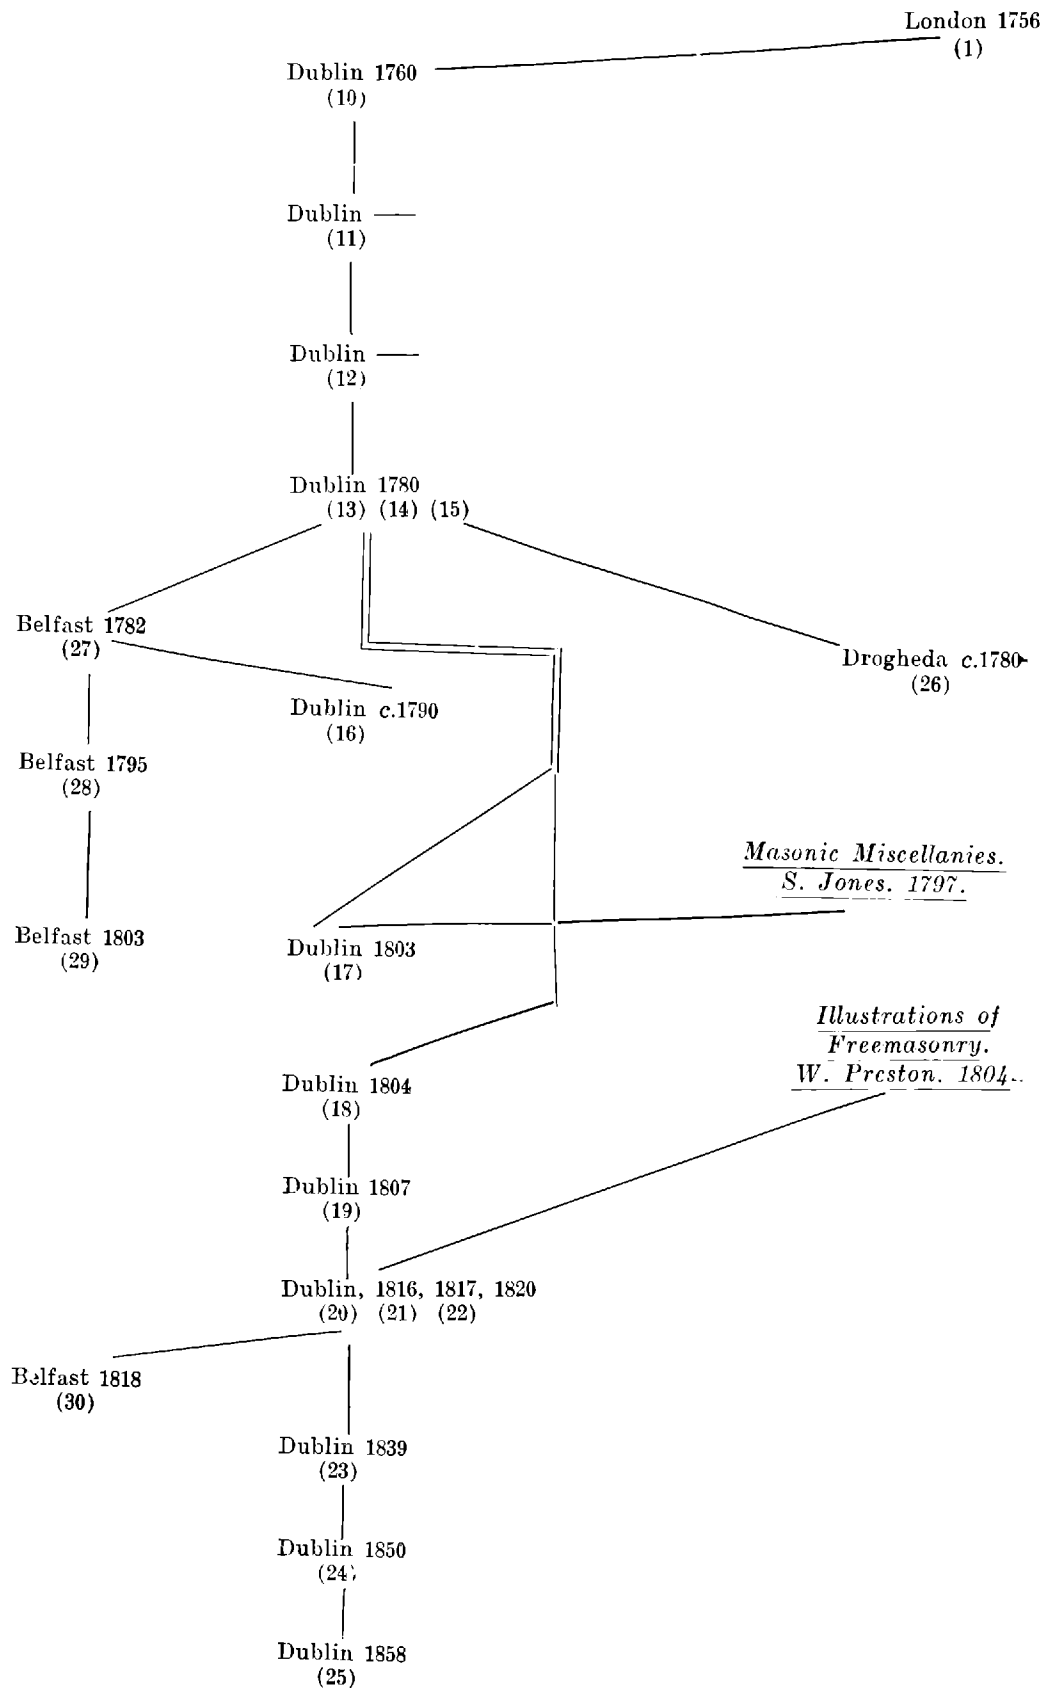 London 1756
(1)
Dublin 1760
(10)
Dublin —
(11)
Dublin —
(12)
Dublin 1780
(13) (14) (15)
Belfast 1782
(27)
Drogheda c.1780
(26)
Dublin c.1790
(16)
Belfast 1795
(28)
Masonic Miscellanies.
S. Jones. 1797.
Belfast 1803
(29)
Dublin 1803
(17)
Illustrations of
Freemasonry.
W. Preston. 1804.
Dublin 1804
(18)
Dublin 1807
(19)
Dublin, 1816, 1817, 1820
(20) (21) (22)
Belfast 1818
(30)
Dublin 1839
(23)
Dublin 1850
(24)
Dublin 1858
(25)